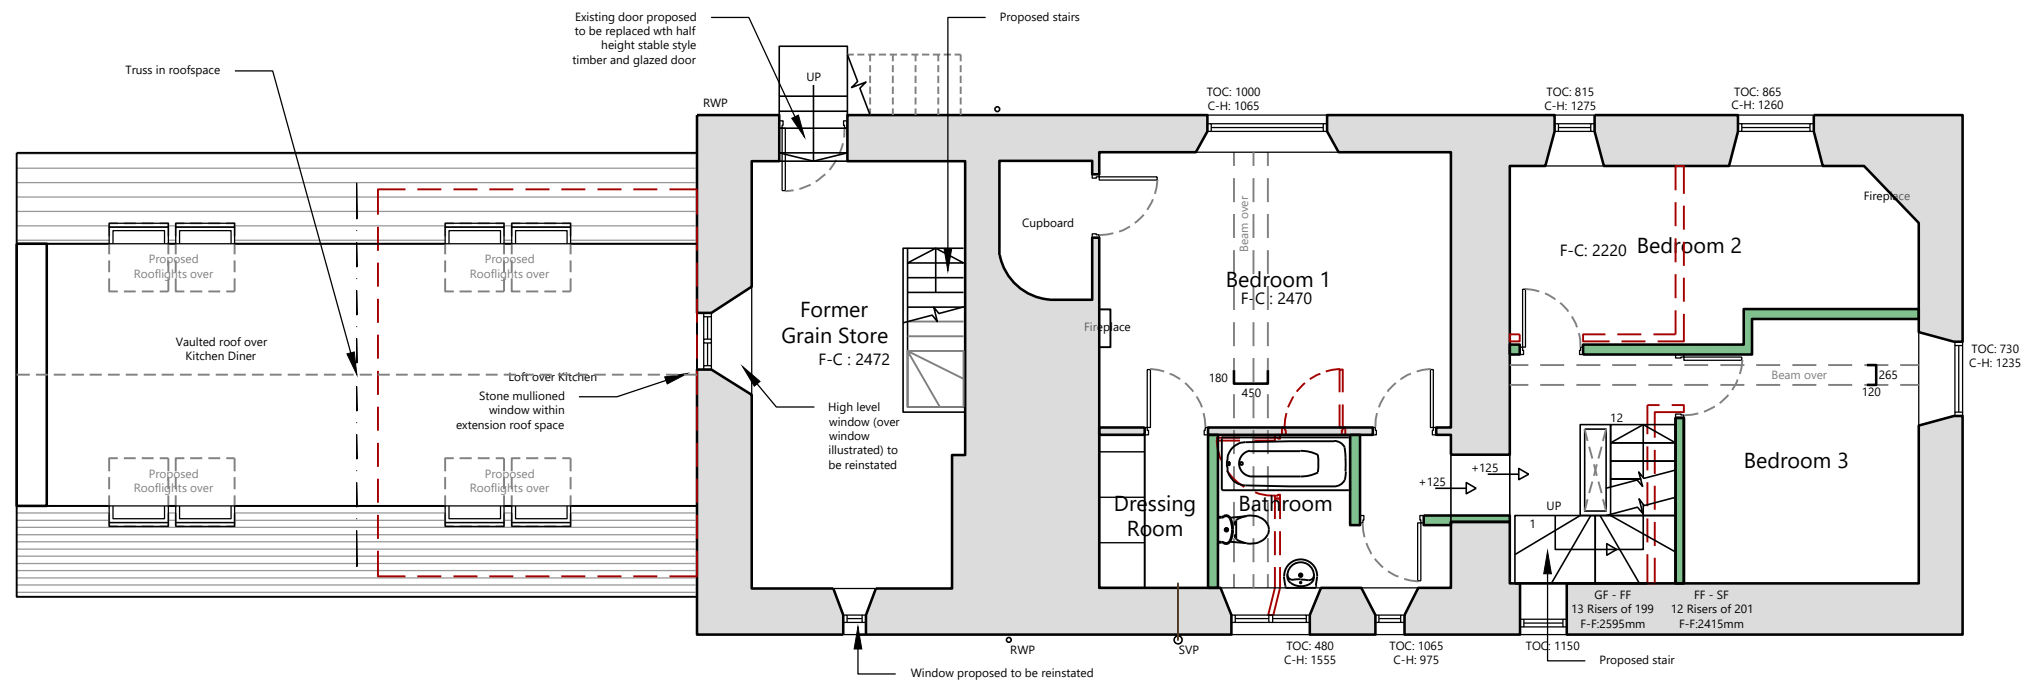 Existing door proposed
to be replaced wth half
height stable style
timber and glazed door
Proposed stairs
Truss in roofspace
UP
RWP
TOC: 1000
C-H: 1065
TOC: 815
C-H: 1275
TOC: 865
C-H: 1260
Cupboard
Beam over
Fireplace
Bedroom 2
F-C: 2220
Proposed
Rooflights over
Proposed
Rooflights over
Bedroom 1
F-C : 2470
Former
Grain Store
F-C : 2472
Fireplace
Vaulted roof over
Kitchen Diner
Loft over Kitchen
Stone mullioned
window within
extension roof space
High level
window (over
window
illustrated) to
be reinstated
180
450
Beam over
265
120
TOC: 730
C-H: 1235
12
Bedroom 3
Proposed
Rooflights over
Proposed
Rooflights over
+125
+125
Dressing
Room
Bathroom
UP
1
GF - FF
13 Risers of 199
F-F:2595mm
FF - SF
12 Risers of 201
F-F:2415mm
RWP
SVP
TOC: 480
C-H: 1555
TOC: 1065
C-H: 975
TOC: 1150
Proposed stair
Window proposed to be reinstated